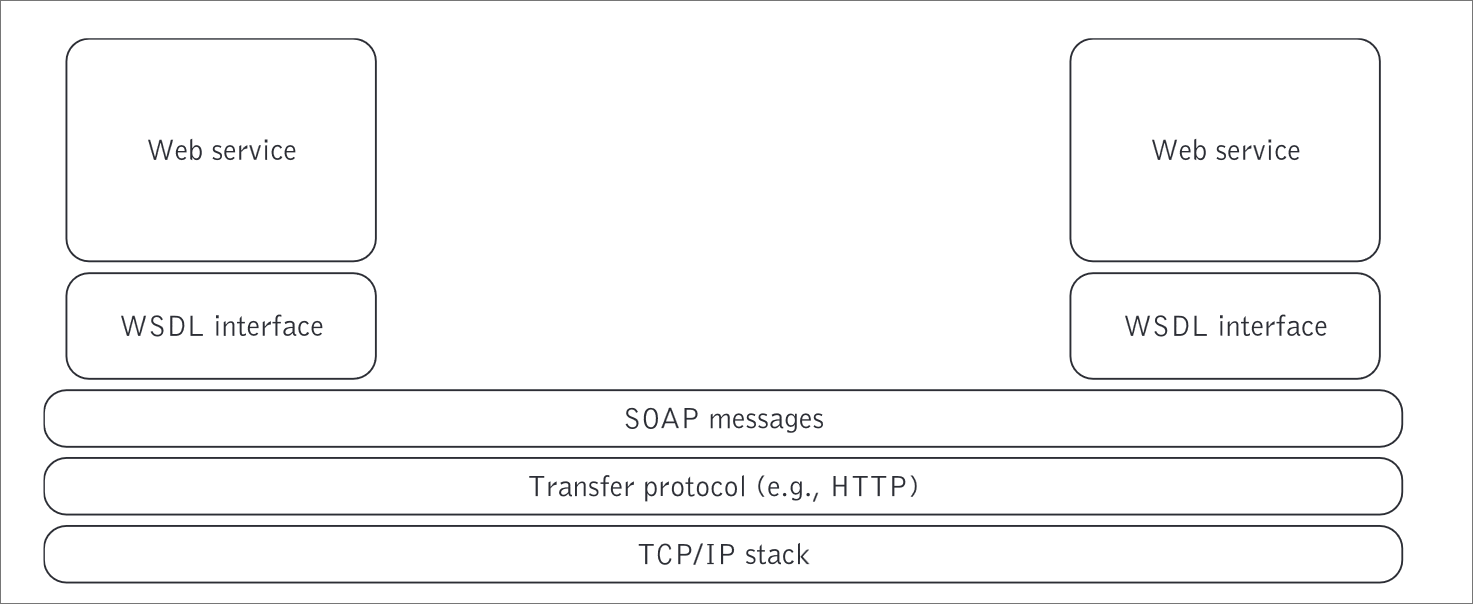 Web service
Web service
WSDL interface
WSDL interface
SOAP messages
Transfer protocol (e.g., HTTP)
TCP/IP stack